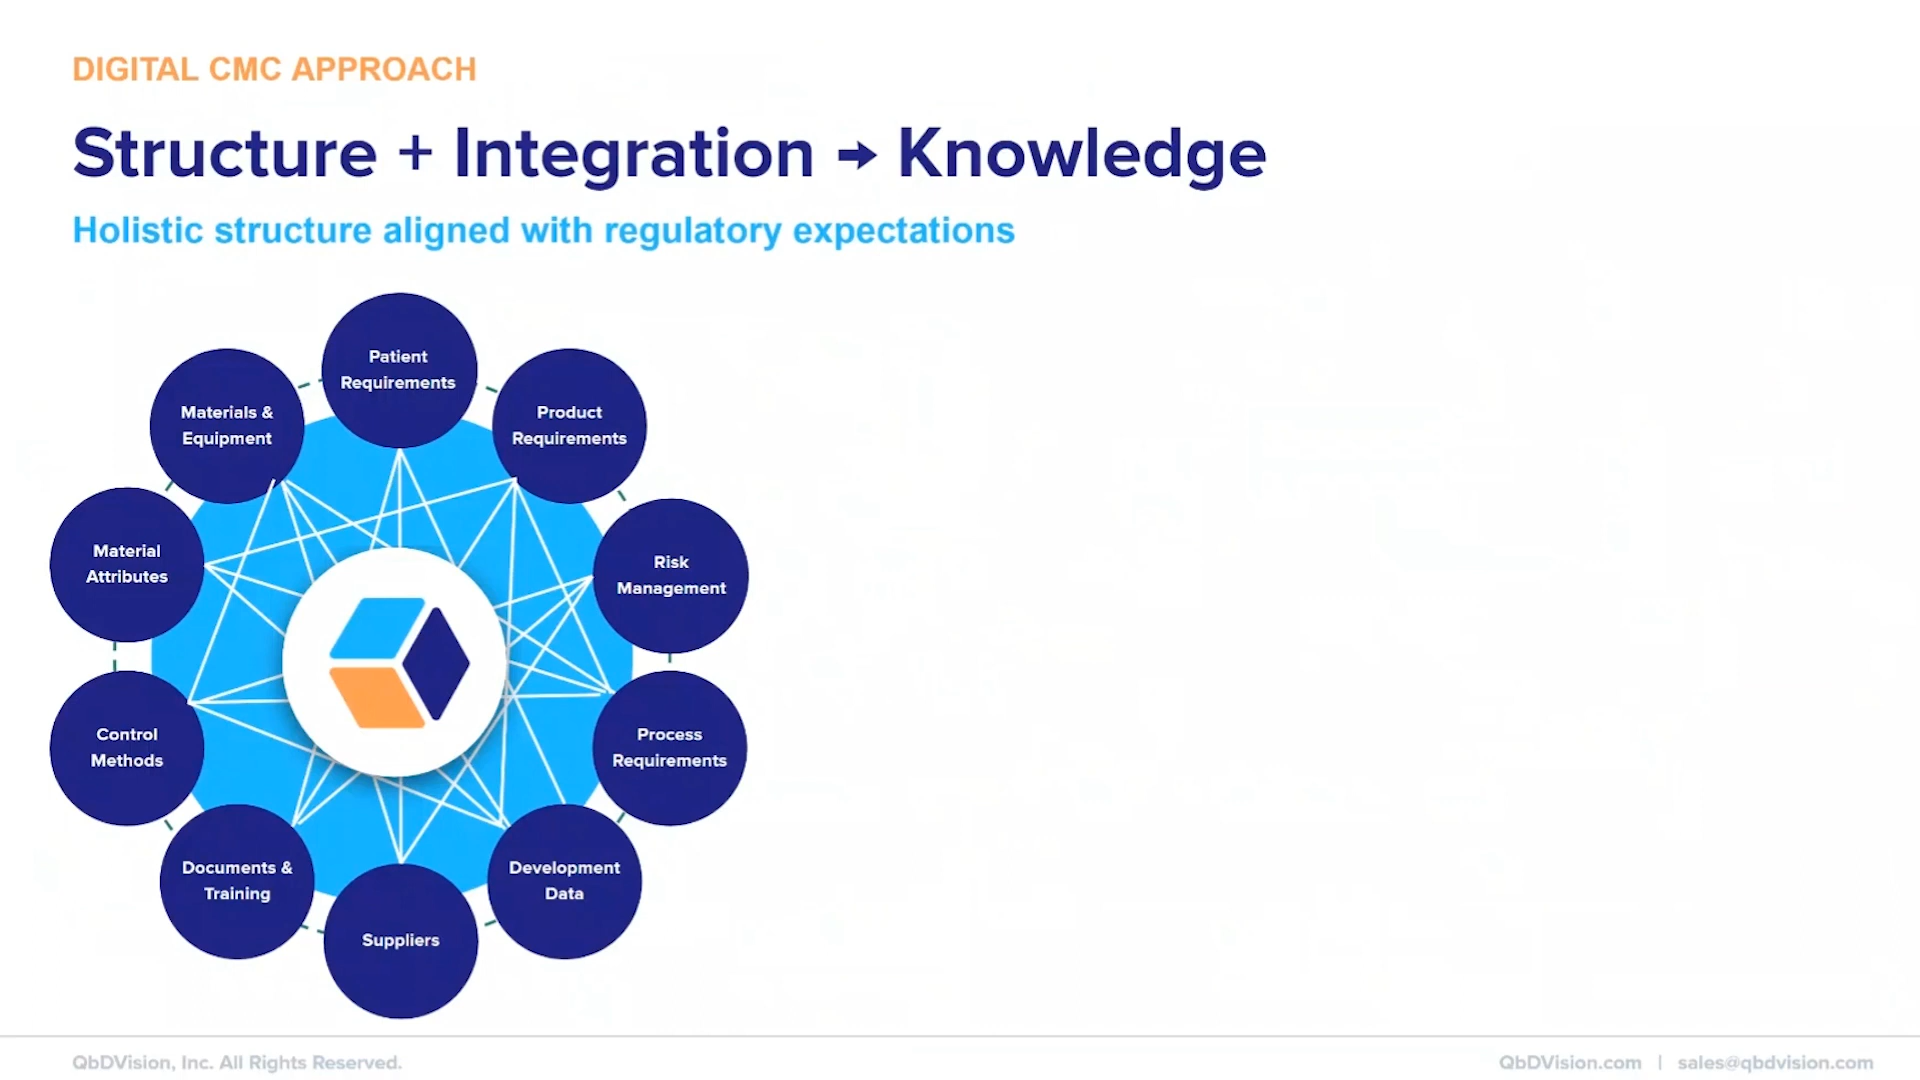 DIGITAL CMC APPROACH
Structure + Integration → Knowledge
Holistic structure aligned with regulatory expectations
Patient
Requirements
Product
Requirements
Risk
Management
Process
Requirements
Development
Data
Suppliers
Documents &
Training
Control
Methods
Material
Attributes
Materials &
Equipment
QbDVision, Inc. All Rights Reserved.
QbDVision.com | sales@qbdvision.com